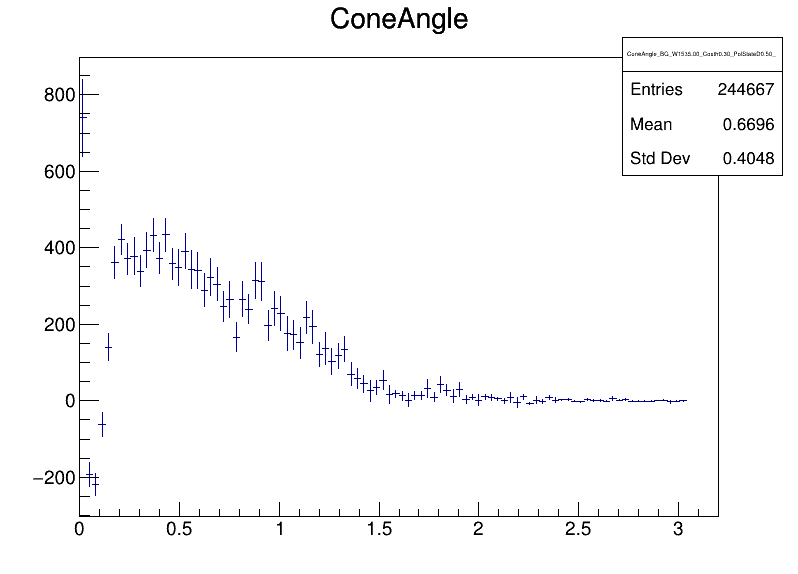 ConeAngle
ConeAngle_BG_W1535.00_Costh0.30_PolState0.50_
Entries 244667
Mean 0.6696
Std Dev 0.4048
800
600
400
200
0
−200
0 0.5 1 1.5 2 2.5 3